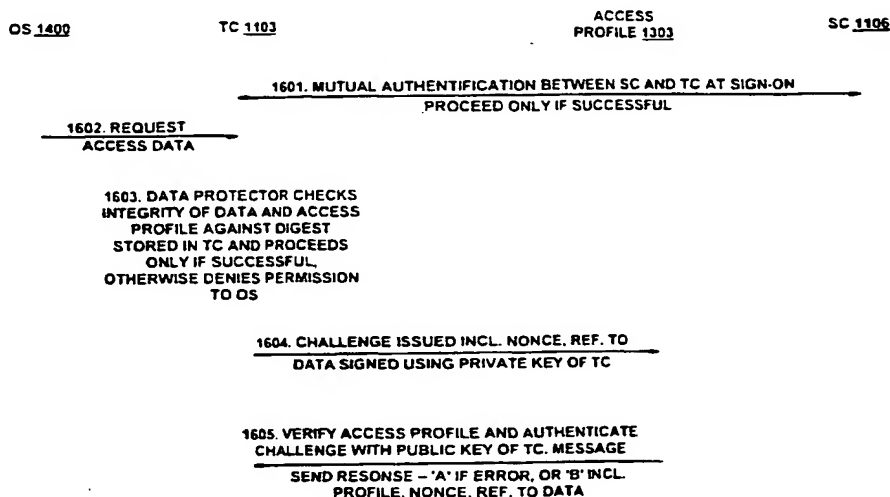 OS 1400
TC 1103
ACCESS
PROFILE 1303
SC 1106
1601. MUTUAL AUTHENTIFICATION BETWEEN SC AND TC AT SIGN-ON
PROCEED ONLY IF SUCCESSFUL
1602. REQUEST
ACCESS DATA
1603. DATA PROTECTOR CHECKS
INTEGRITY OF DATA AND ACCESS
PROFILE AGAINST DIGEST
STORED IN TC AND PROCEEDS
ONLY IF SUCCESSFUL,
OTHERWISE DENIES PERMISSION
TO OS
1604. CHALLENGE ISSUED INCL. NONCE, REF. TO
DATA SIGNED USING PRIVATE KEY OF TC
1605. VERIFY ACCESS PROFILE AND AUTHENTICATE
CHALLENGE WITH PUBLIC KEY OF TC. MESSAGE
SEND RESONSE – 'A' IF ERROR, OR 'B' INCL.
PROFILE, NONCE, REF. TO DATA